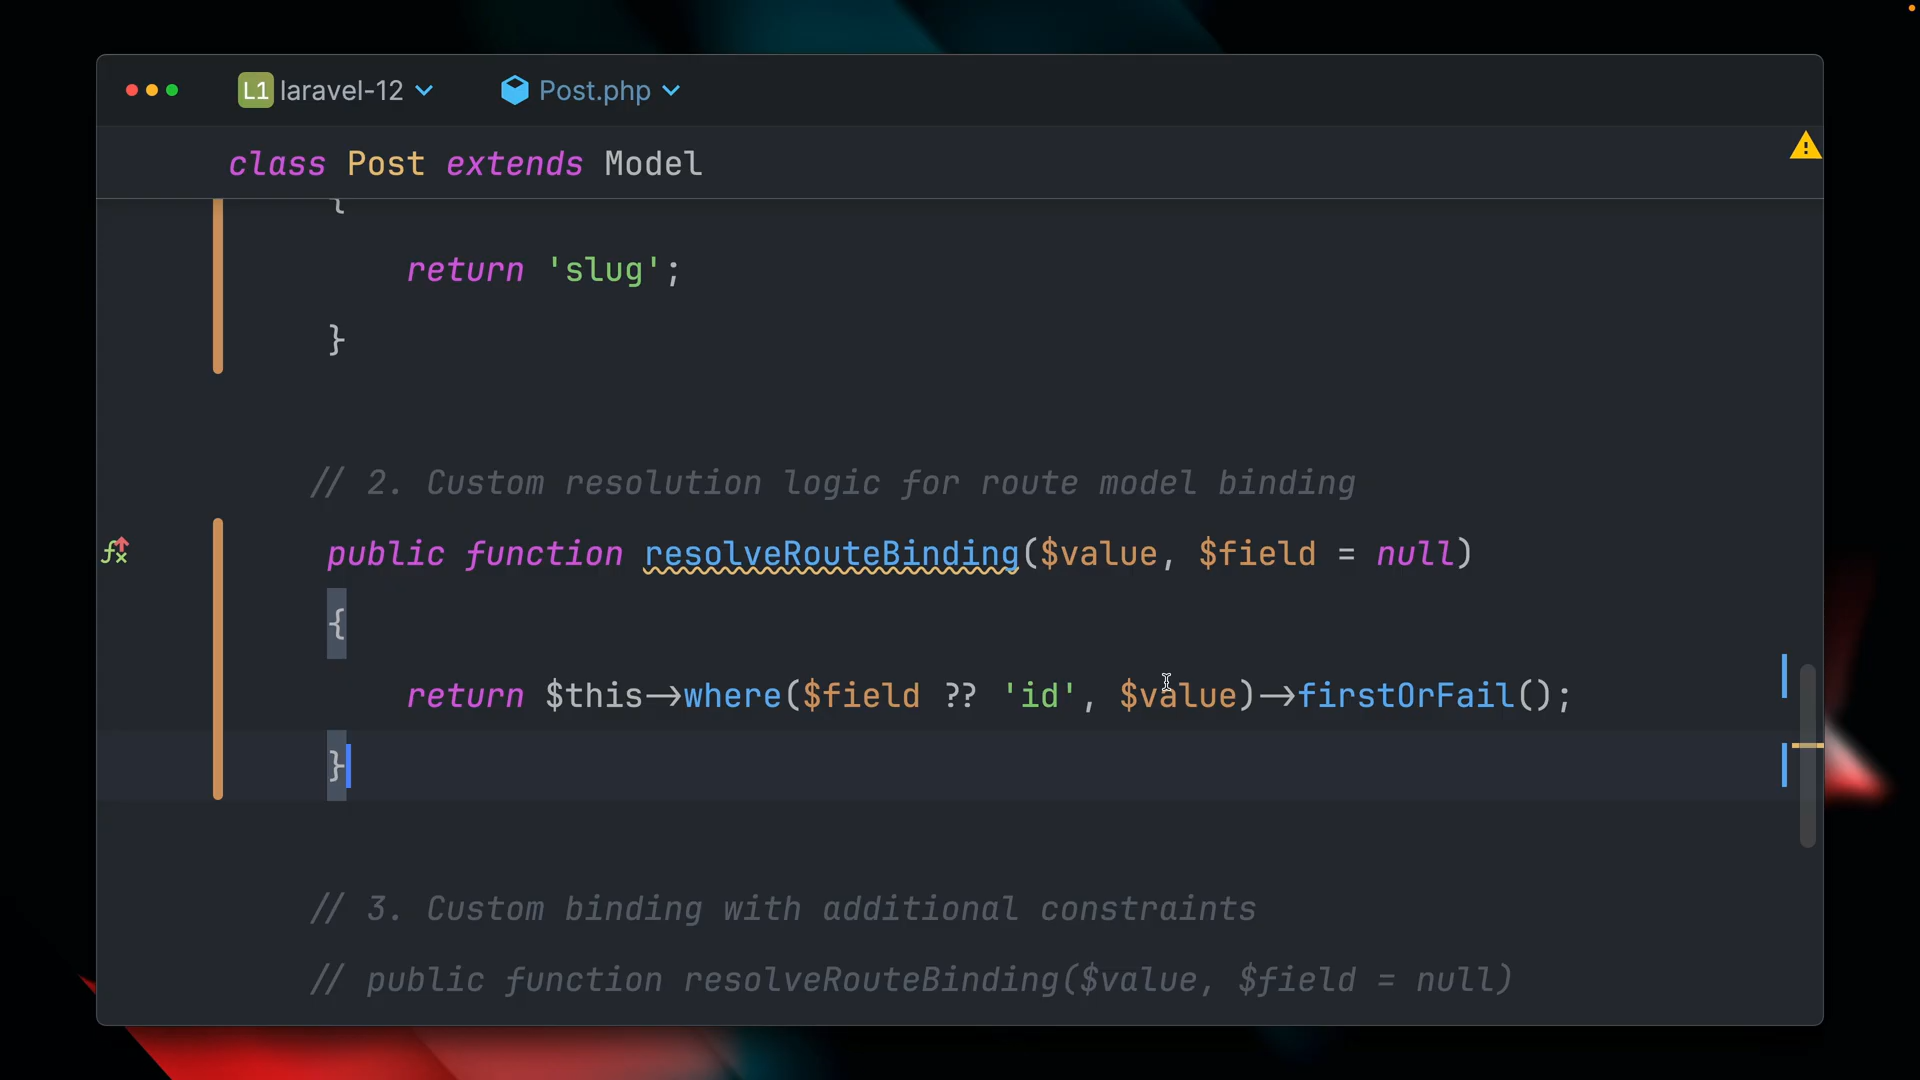 L1 laravel-12 Post.php
class Post extends Model
{
return 'slug';
}
// 2. Custom resolution logic for route model binding
public function resolveRouteBinding($value, $field = null)
{
return $this->where($field ?? 'id', $value)->firstOrFail();
}
// 3. Custom binding with additional constraints
// public function resolveRouteBinding($value, $field = null)